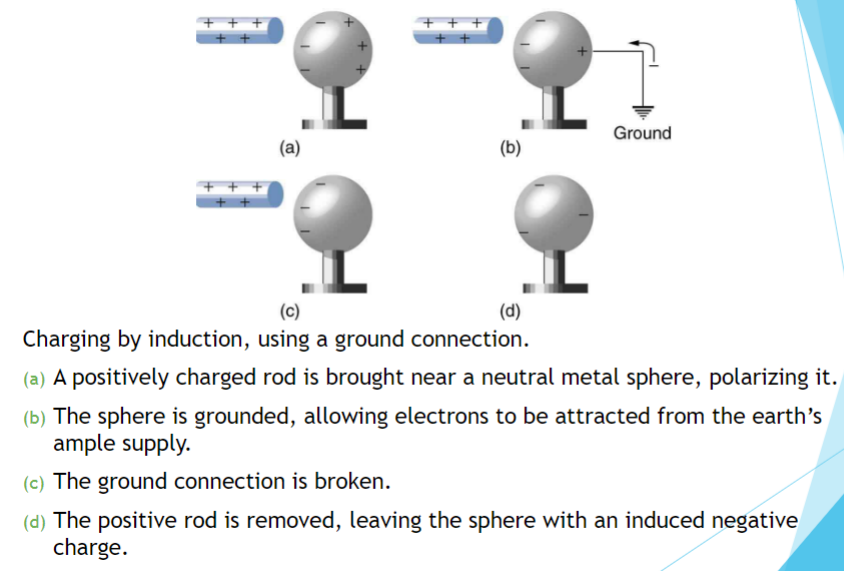 + + +
+ +
− +
− +
− +
(a)
+ + +
+ +
−
− +
−
−
Ground
(b)
+ + +
+ +
−
−
−
(c)
−
−
−
(d)
Charging by induction, using a ground connection.
(a) A positively charged rod is brought near a neutral metal sphere, polarizing it.
(b) The sphere is grounded, allowing electrons to be attracted from the earth’s
ample supply.
(c) The ground connection is broken.
(d) The positive rod is removed, leaving the sphere with an induced negative
charge.